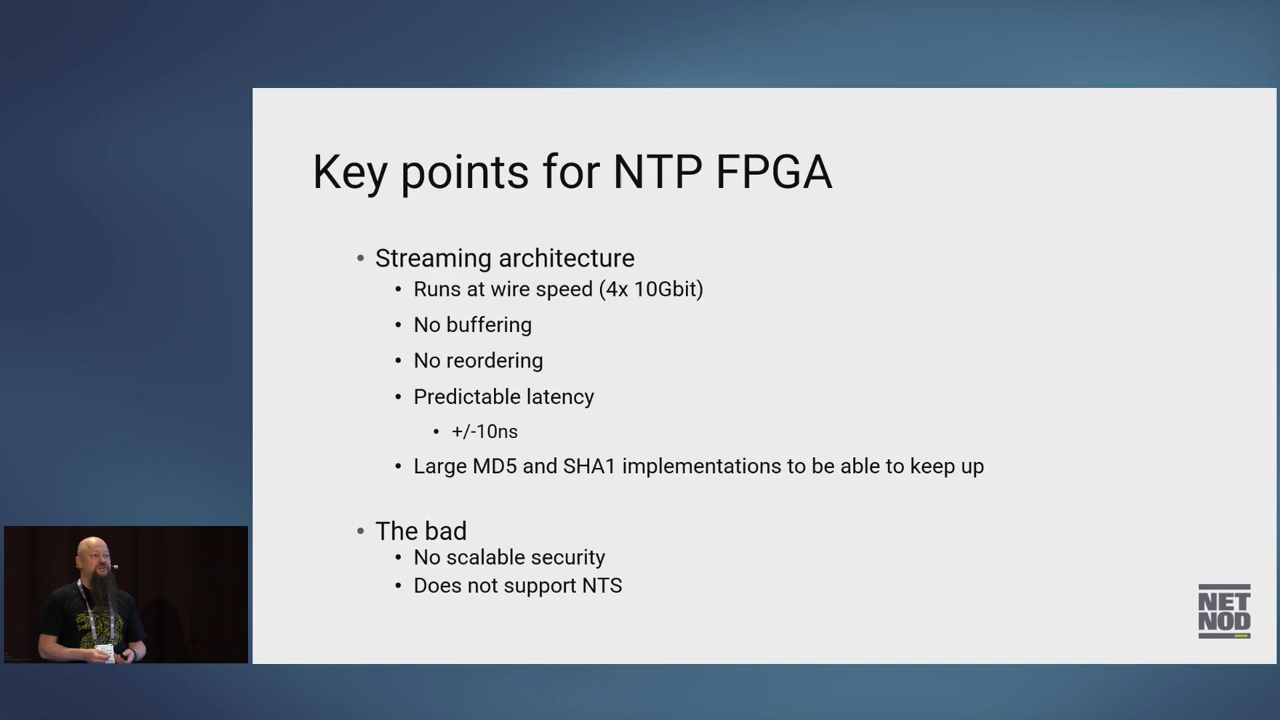 Key points for NTP FPGA
• Streaming architecture
• Runs at wire speed (4x 10Gbit)
• No buffering
• No reordering
• Predictable latency
• +/-10ns
• Large MD5 and SHA1 implementations to be able to keep up
• The bad
• No scalable security
• Does not support NTS
NET
NOD